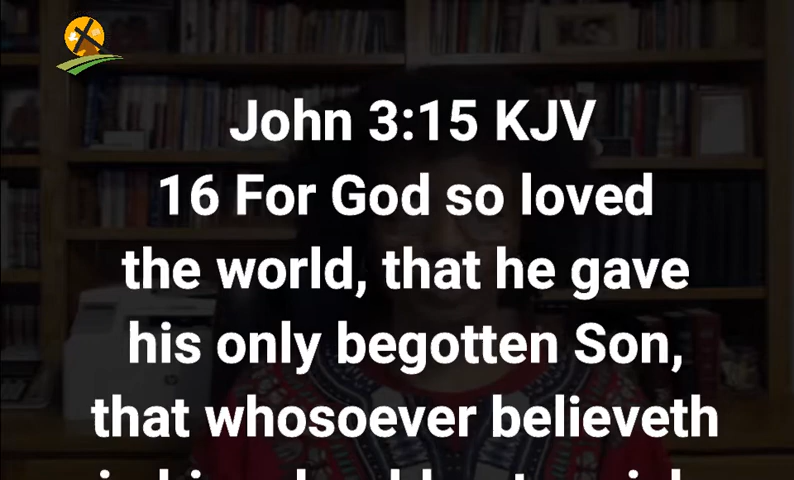 John 3:15 KJV
16 For God so loved
the world, that he gave
his only begotten Son,
that whosoever believeth